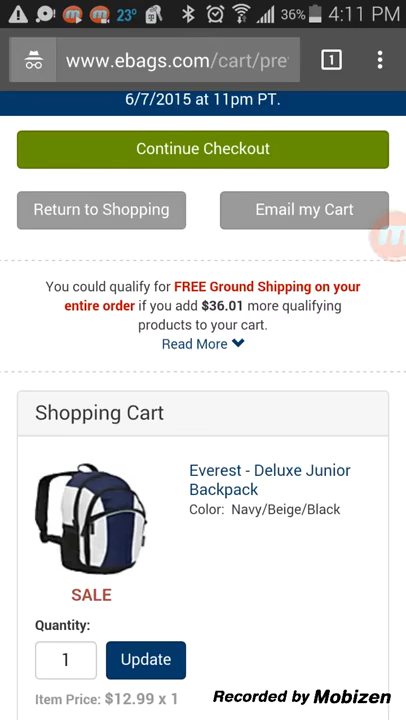 23° 36% 4:11 PM
www.ebags.com/cart/pre
1
6/7/2015 at 11pm PT.
Continue Checkout
Return to Shopping
Email my Cart
You could qualify for FREE Ground Shipping on your
entire order if you add $36.01 more qualifying
products to your cart.
Read More
Shopping Cart
Everest - Deluxe Junior
Backpack
Color: Navy/Beige/Black
SALE
Quantity:
1
Update
Item Price: $12.99 x 1
Recorded by Mobizen